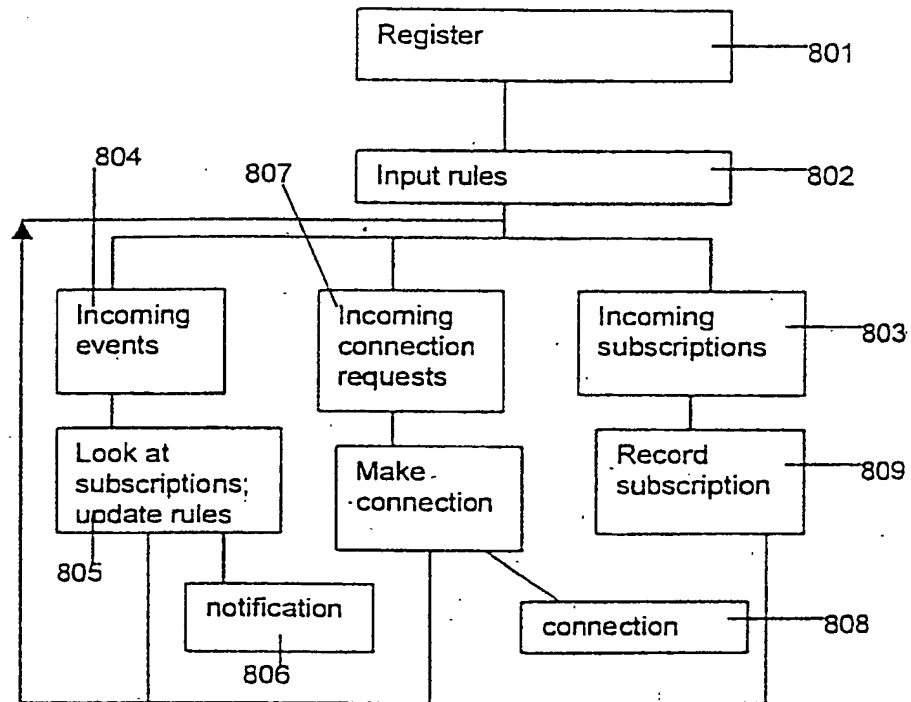 Register
801
804
807
Input rules
802
Incoming
events
Incoming
connection
requests
Incoming
subscriptions
803
Look at
subscriptions;
update rules
Make
connection
Record
subscription
809
805
notification
806
connection
808